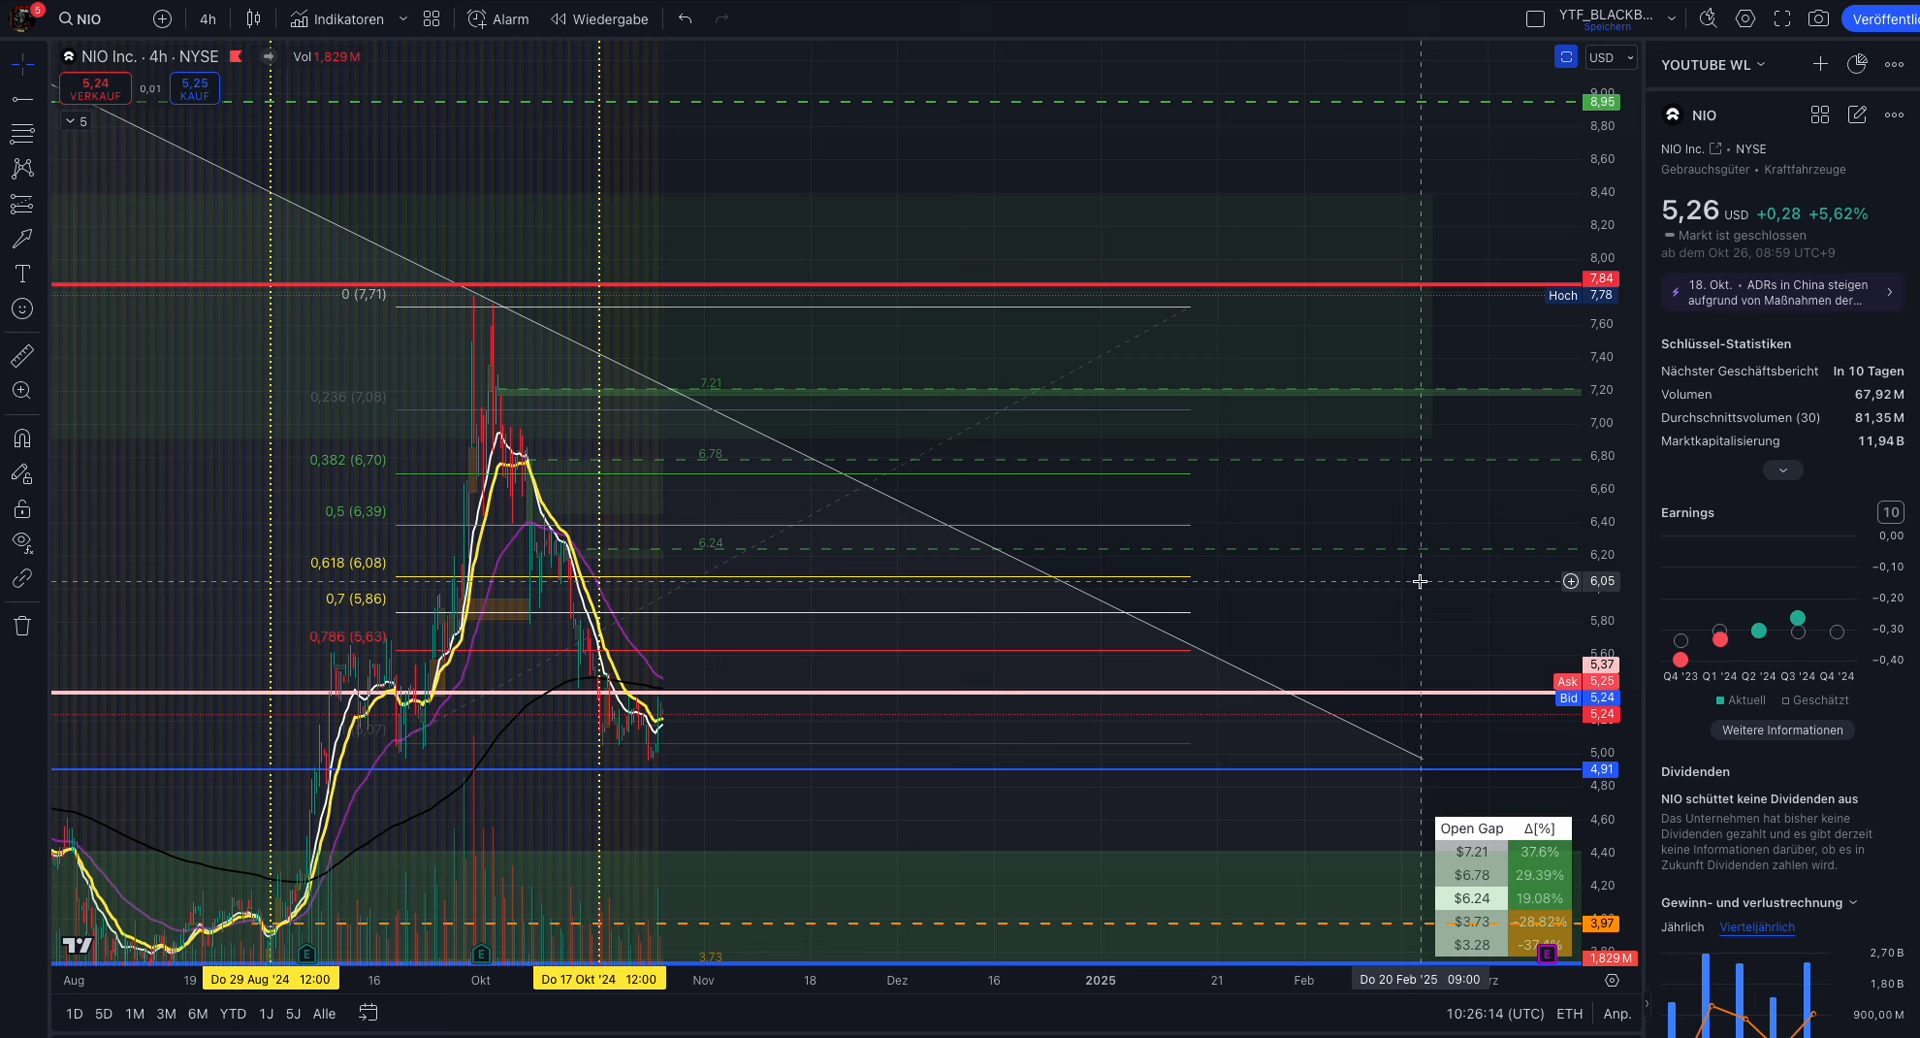 5
NIO
4h
Indikatoren
Alarm
Wiedergabe
YTF_BLACKB...
Speichern
NIO Inc. · 4h · NYSE
Vol 1,829 M
5,24
VERKAUF
0,01
5,25
KAUF
5
USD
9,00
8,95
8,80
8,60
8,40
8,20
8,00
7,84
Hoch 7,78
7,60
7,40
7,20
7,00
6,80
6,60
6,40
6,20
6,05
5,80
5,60
5,37
Ask 5,25
Bid 5,24
5,24
5,00
4,91
4,80
4,60
4,40
4,20
3,97
1,829 M
0 (7,71)
0,236 (7,08)
0,382 (6,70)
0,5 (6,39)
0,618 (6,08)
0,7 (5,86)
0,786 (5,63)
7.21
6.78
6.24
3.73
Open Gap Δ[%]
$7.21 37.6%
$6.78 29.39%
$6.24 19.08%
$3.73 -28.82%
$3.28 -37.4%
E
E
E
Aug
19
Do 29 Aug '24 12:00
16
Okt
Do 17 Okt '24 12:00
Nov
18
Dez
16
2025
21
Feb
Do 20 Feb '25 09:00
1D 5D 1M 3M 6M YTD 1J 5J Alle
10:26:14 (UTC) ETH Anp.
Veröffentlic
YOUTUBE WL
NIO
NIO Inc. • NYSE
Gebrauchsgüter • Kraftfahrzeuge
5,26 USD +0,28 +5,62%
Markt ist geschlossen
ab dem Okt 26, 08:59 UTC+9
18. Okt. • ADRs in China steigen
aufgrund von Maßnahmen der...
Schlüssel-Statistiken
Nächster Geschäftsbericht In 10 Tagen
Volumen 67,92 M
Durchschnittsvolumen (30) 81,35 M
Marktkapitalisierung 11,94 B
Earnings 10
0,00
−0,10
−0,20
−0,30
−0,40
Q4 '23 Q1 '24 Q2 '24 Q3 '24 Q4 '24
Aktuell Geschätzt
Weitere Informationen
Dividenden
NIO schüttet keine Dividenden aus
Das Unternehmen hat bisher keine
Dividenden gezahlt und es gibt derzeit
keine Informationen darüber, ob es in
Zukunft Dividenden zahlen wird.
Gewinn- und verlustrechnung
Jährlich Vierteljährlich
2,70 B
1,80 B
900,00 M